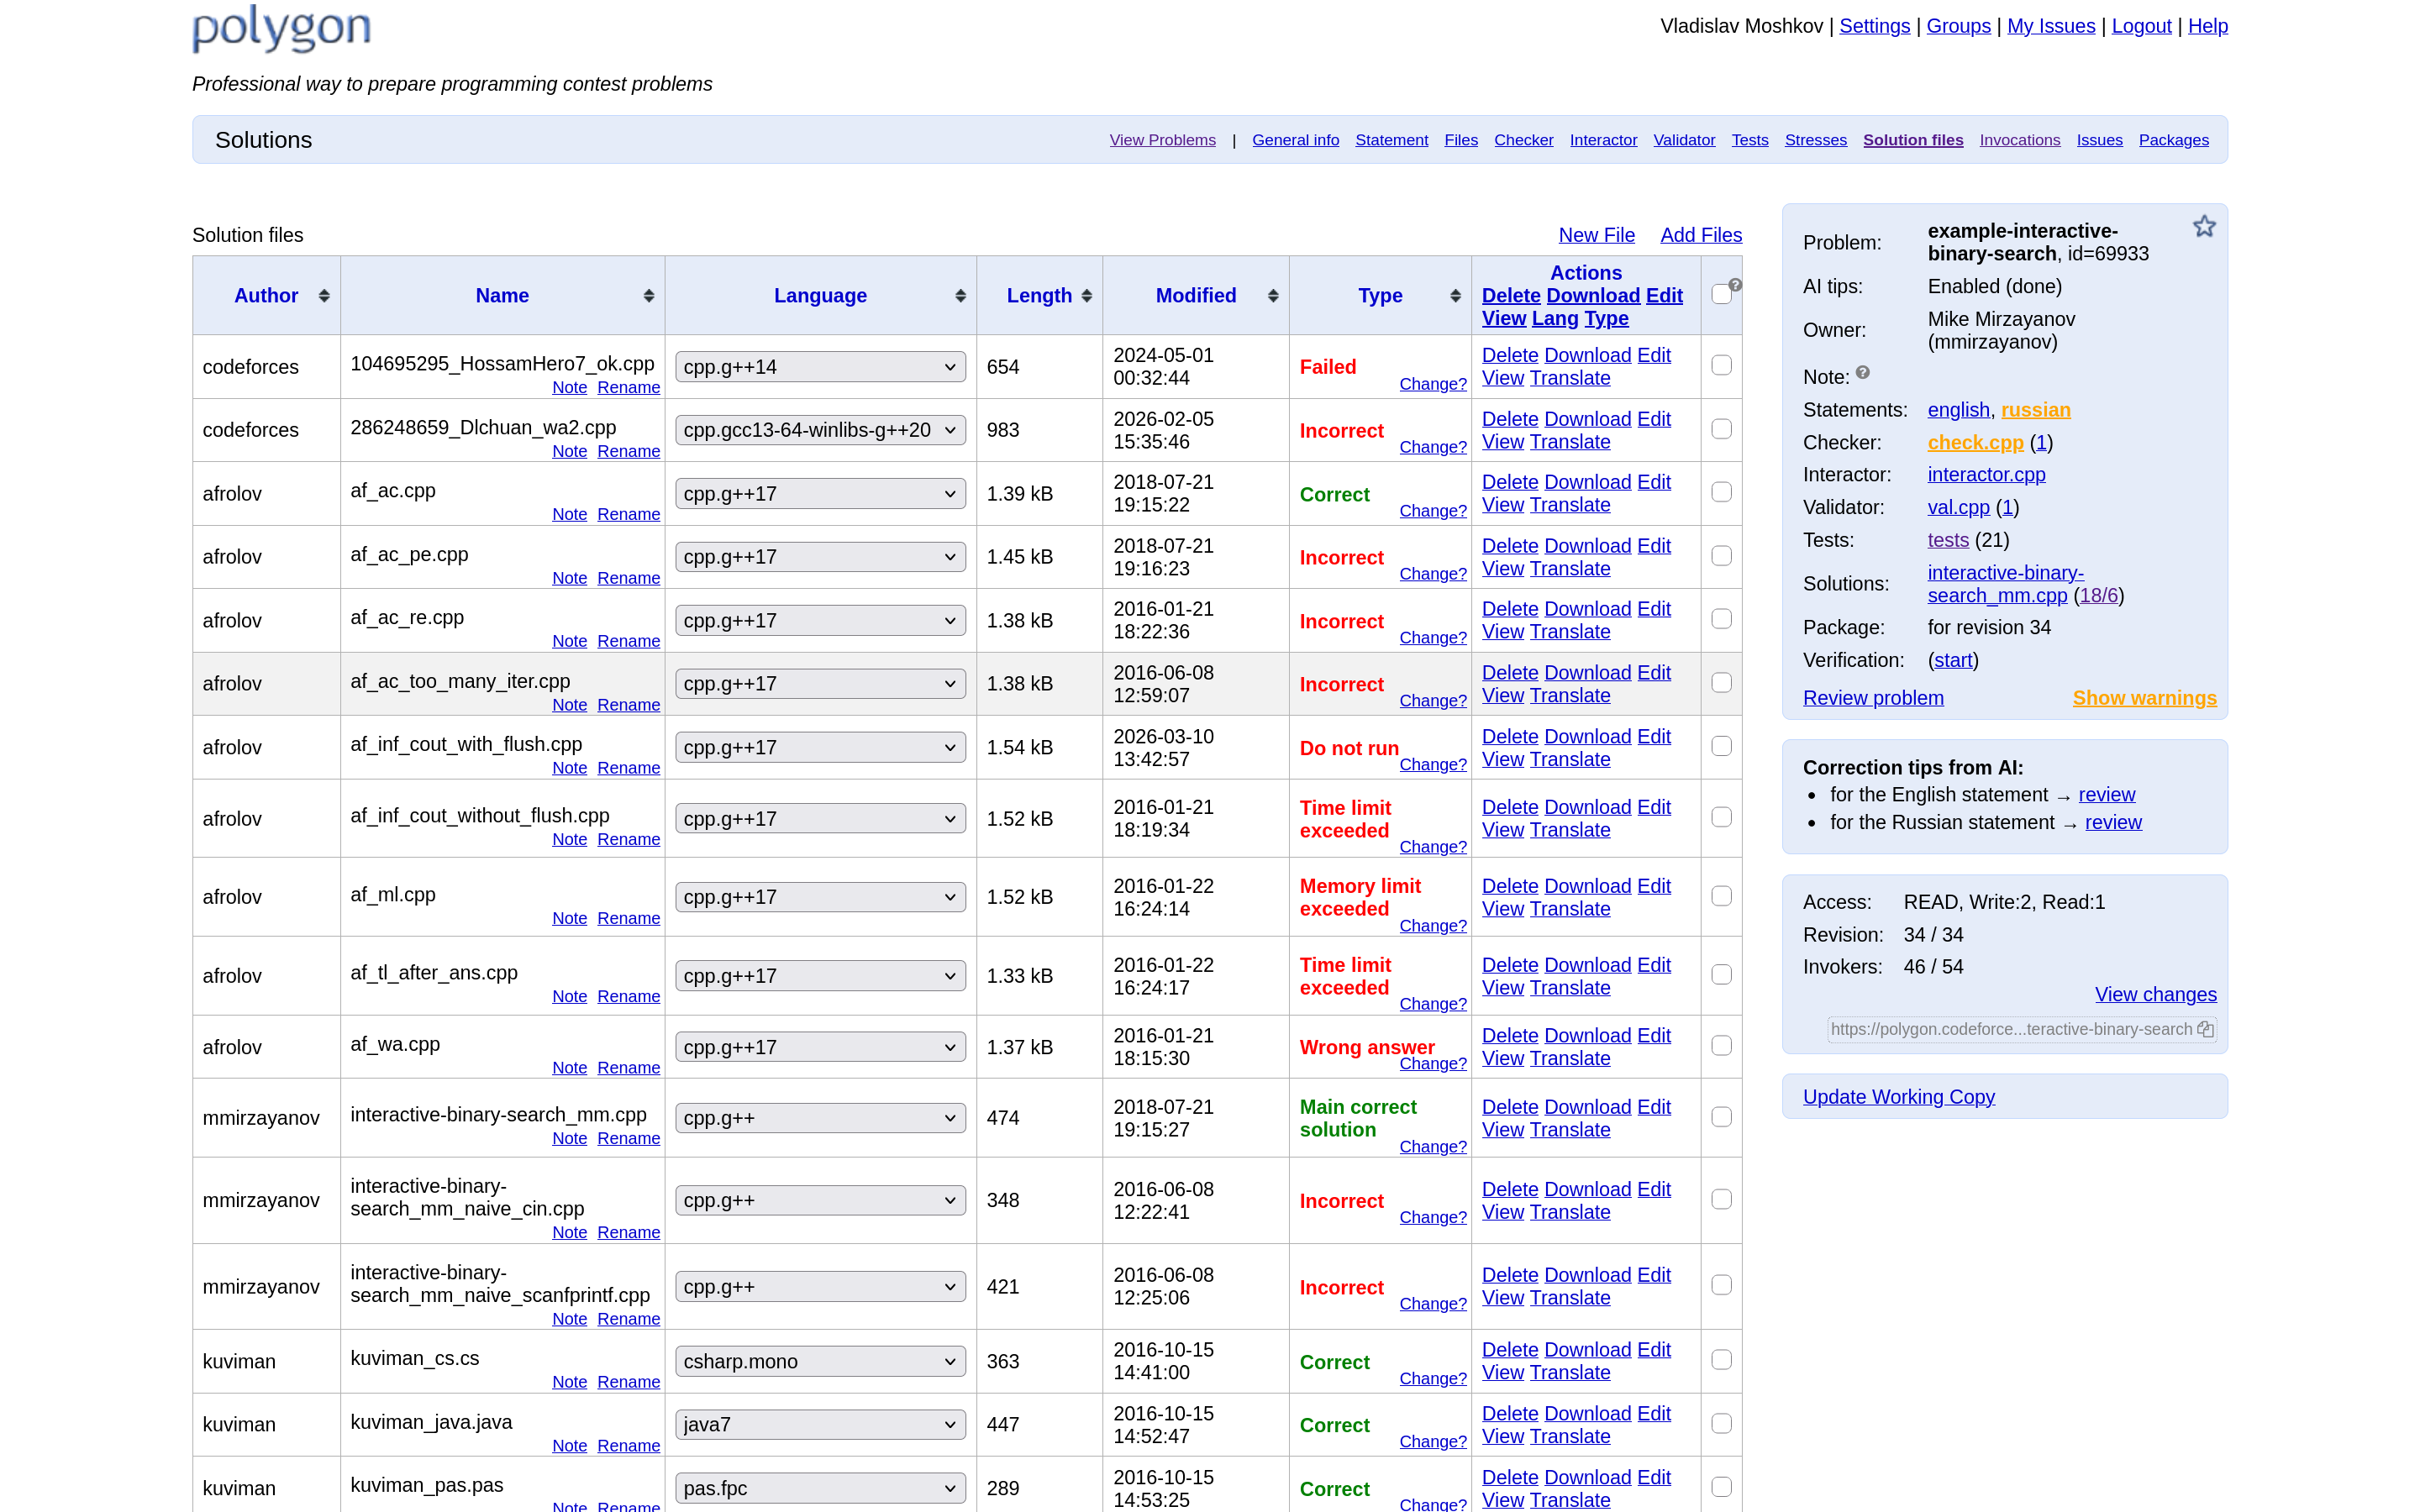 polygon
Vladislav Moshkov | Settings | Groups | My Issues | Logout | Help
Professional way to prepare programming contest problems
Solutions
View Problems | General info Statement Files Checker Interactor Validator Tests Stresses Solution files Invocations Issues Packages
Solution files
New File Add Files
Author Name Language Length Modified Type Actions
Delete Download Edit
View Lang Type
codeforces 104695295_HossamHero7_ok.cpp Note Rename cpp.g++14 654 2024-05-01 00:32:44 Failed Change? Delete Download Edit View Translate
codeforces 286248659_Dlchuan_wa2.cpp Note Rename cpp.gcc13-64-winlibs-g++20 983 2026-02-05 15:35:46 Incorrect Change? Delete Download Edit View Translate
afrolov af_ac.cpp Note Rename cpp.g++17 1.39 kB 2018-07-21 19:15:22 Correct Change? Delete Download Edit View Translate
afrolov af_ac_pe.cpp Note Rename cpp.g++17 1.45 kB 2018-07-21 19:16:23 Incorrect Change? Delete Download Edit View Translate
afrolov af_ac_re.cpp Note Rename cpp.g++17 1.38 kB 2016-01-21 18:22:36 Incorrect Change? Delete Download Edit View Translate
afrolov af_ac_too_many_iter.cpp Note Rename cpp.g++17 1.38 kB 2016-06-08 12:59:07 Incorrect Change? Delete Download Edit View Translate
afrolov af_inf_cout_with_flush.cpp Note Rename cpp.g++17 1.54 kB 2026-03-10 13:42:57 Do not run Change? Delete Download Edit View Translate
afrolov af_inf_cout_without_flush.cpp Note Rename cpp.g++17 1.52 kB 2016-01-21 18:19:34 Time limit exceeded Change? Delete Download Edit View Translate
afrolov af_ml.cpp Note Rename cpp.g++17 1.52 kB 2016-01-22 16:24:14 Memory limit exceeded Change? Delete Download Edit View Translate
afrolov af_tl_after_ans.cpp Note Rename cpp.g++17 1.33 kB 2016-01-22 16:24:17 Time limit exceeded Change? Delete Download Edit View Translate
afrolov af_wa.cpp Note Rename cpp.g++17 1.37 kB 2016-01-21 18:15:30 Wrong answer Change? Delete Download Edit View Translate
mmirzayanov interactive-binary-search_mm.cpp Note Rename cpp.g++ 474 2018-07-21 19:15:27 Main correct solution Change? Delete Download Edit View Translate
mmirzayanov interactive-binary-search_mm_naive_cin.cpp Note Rename cpp.g++ 348 2016-06-08 12:22:41 Incorrect Change? Delete Download Edit View Translate
mmirzayanov interactive-binary-search_mm_naive_scanfprintf.cpp Note Rename cpp.g++ 421 2016-06-08 12:25:06 Incorrect Change? Delete Download Edit View Translate
kuviman kuviman_cs.cs Note Rename csharp.mono 363 2016-10-15 14:41:00 Correct Change? Delete Download Edit View Translate
kuviman kuviman_java.java Note Rename java7 447 2016-10-15 14:52:47 Correct Change? Delete Download Edit View Translate
kuviman kuviman_pas.pas Note Rename pas.fpc 289 2016-10-15 14:53:25 Correct Change? Delete Download Edit View Translate
Problem: example-interactive-
binary-search, id=69933
AI tips: Enabled (done)
Owner: Mike Mirzayanov
(mmirzayanov)
Note: ?
Statements: english, russian
Checker: check.cpp (1)
Interactor: interactor.cpp
Validator: val.cpp (1)
Tests: tests (21)
Solutions: interactive-binary-
search_mm.cpp (18/6)
Package: for revision 34
Verification: (start)
Review problem Show warnings
Correction tips from AI:
• for the English statement → review
• for the Russian statement → review
Access: READ, Write:2, Read:1
Revision: 34 / 34
Invokers: 46 / 54
View changes
https://polygon.codeforce...teractive-binary-search
Update Working Copy